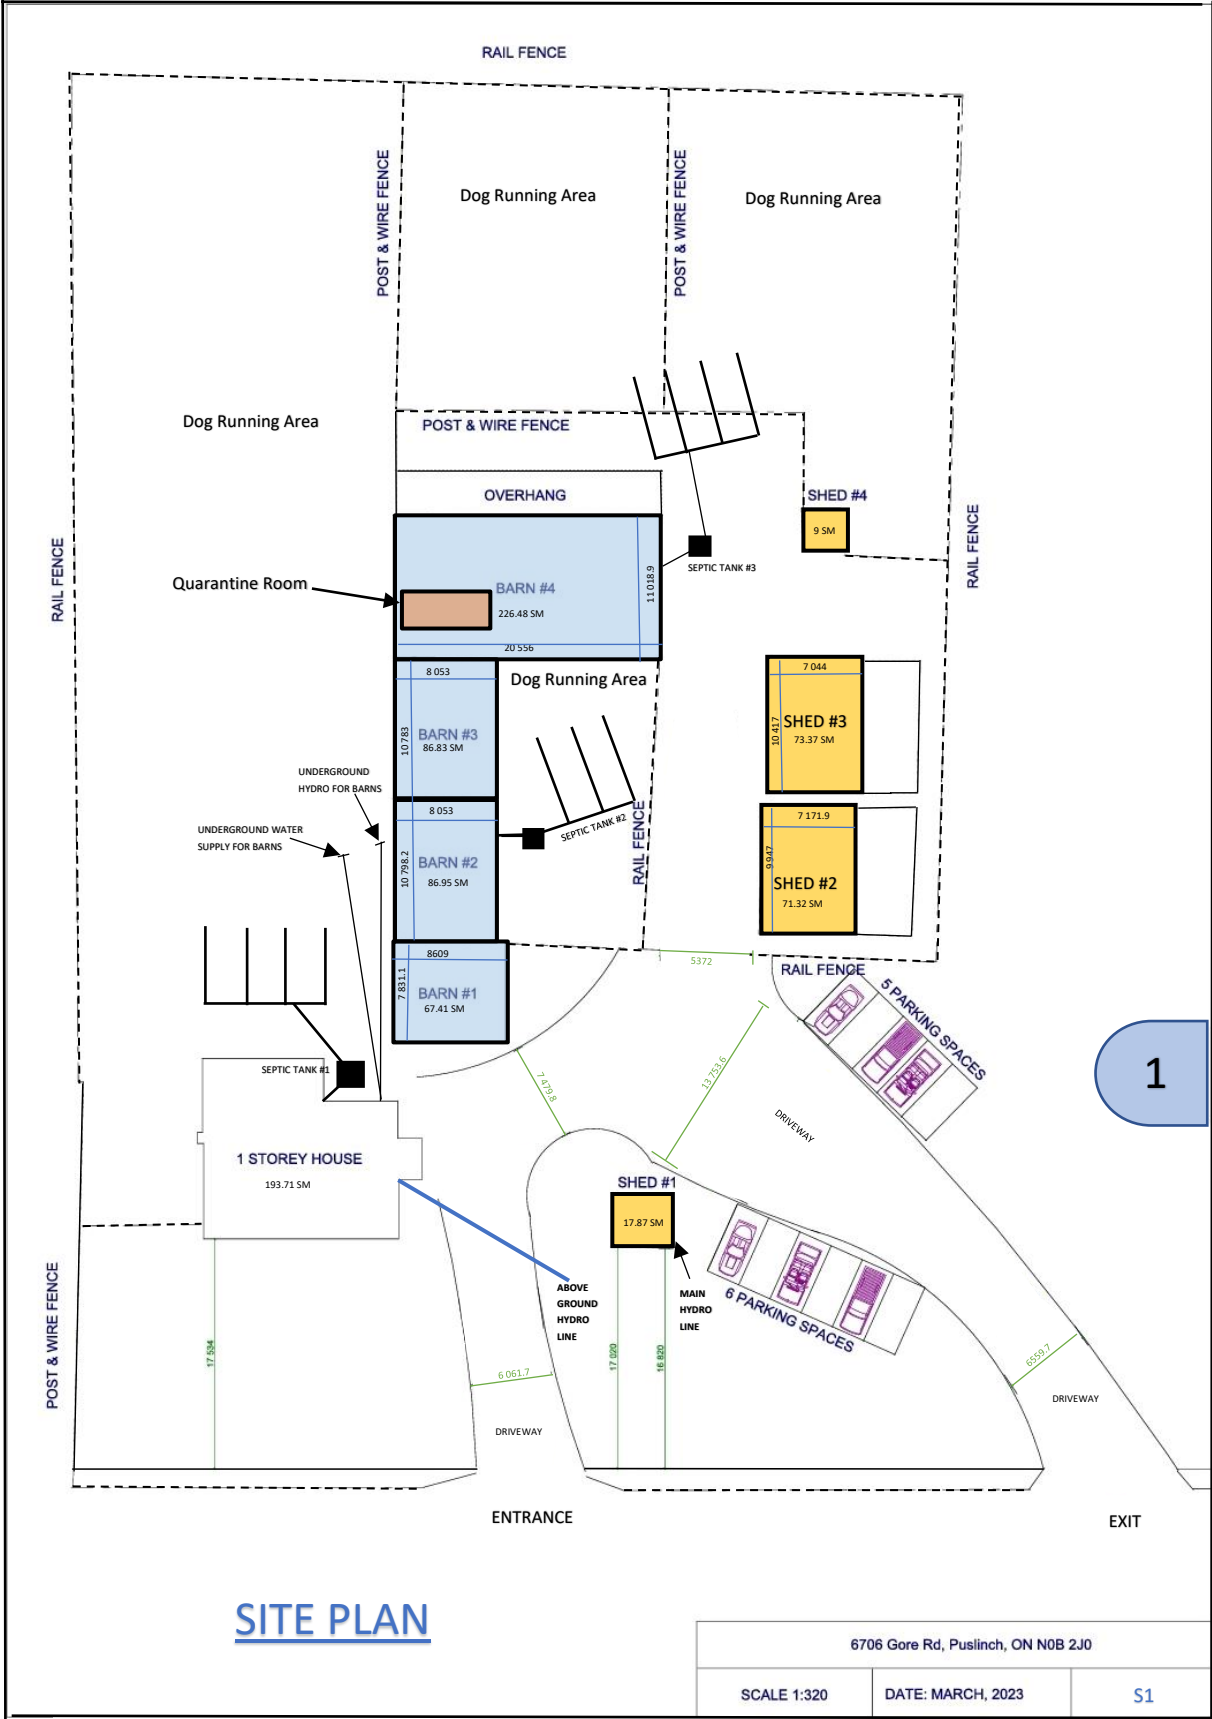 RAIL FENCE
POST & WIRE FENCE
Dog Running Area
POST & WIRE FENCE
Dog Running Area
Dog Running Area
POST & WIRE FENCE
OVERHANG
SHED #4
9 SM
RAIL FENCE
RAIL FENCE
SEPTIC TANK #3
Quarantine Room
BARN #4
226.48 SM
11 018.9
20 556
8 053
Dog Running Area
7 044
10 783
BARN #3
86.83 SM
10 417
SHED #3
73.37 SM
UNDERGROUND
HYDRO FOR BARNS
8 053
SEPTIC TANK #2
RAIL FENCE
7 171.9
UNDERGROUND WATER
SUPPLY FOR BARNS
10 798.2
BARN #2
86.95 SM
9 947
SHED #2
71.32 SM
8609
7 831.1
BARN #1
67.41 SM
5372
RAIL FENCE
5 PARKING SPACES
SEPTIC TANK #1
7 479.8
13 753.6
DRIVEWAY
1
1 STOREY HOUSE
193.71 SM
SHED #1
17.87 SM
ABOVE
GROUND
HYDRO
LINE
MAIN
HYDRO
LINE
6 PARKING SPACES
POST & WIRE FENCE
17 534
17 020
16 820
6 061.7
6559.7
DRIVEWAY
DRIVEWAY
ENTRANCE
EXIT
SITE PLAN
6706 Gore Rd, Puslinch, ON N0B 2J0
SCALE 1:320
DATE: MARCH, 2023
S1